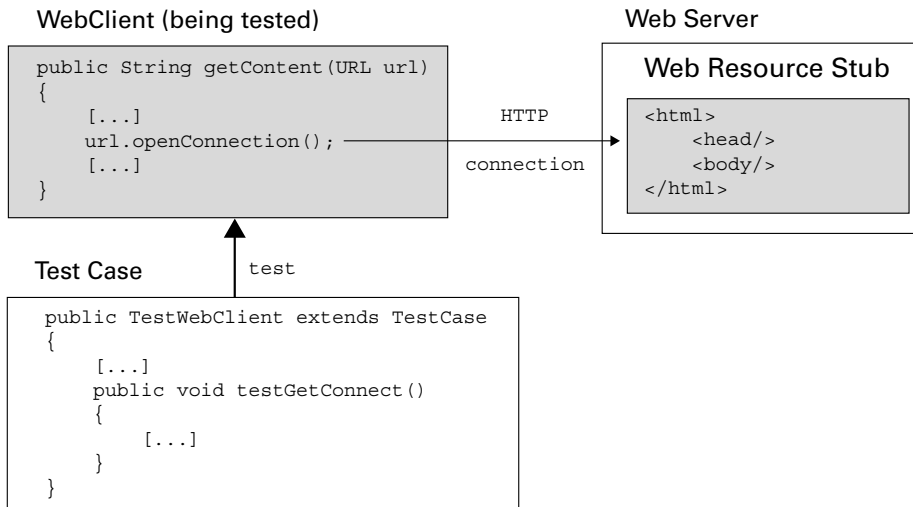 WebClient (being tested)
public String getContent(URL url)
{
[...]
url.openConnection();
[...]
}
HTTP
connection
Web Server
Web Resource Stub
<html>
<head/>
<body/>
</html>
test
Test Case
public TestWebClient extends TestCase
{
[...]
public void testGetConnect()
{
[...]
}
}